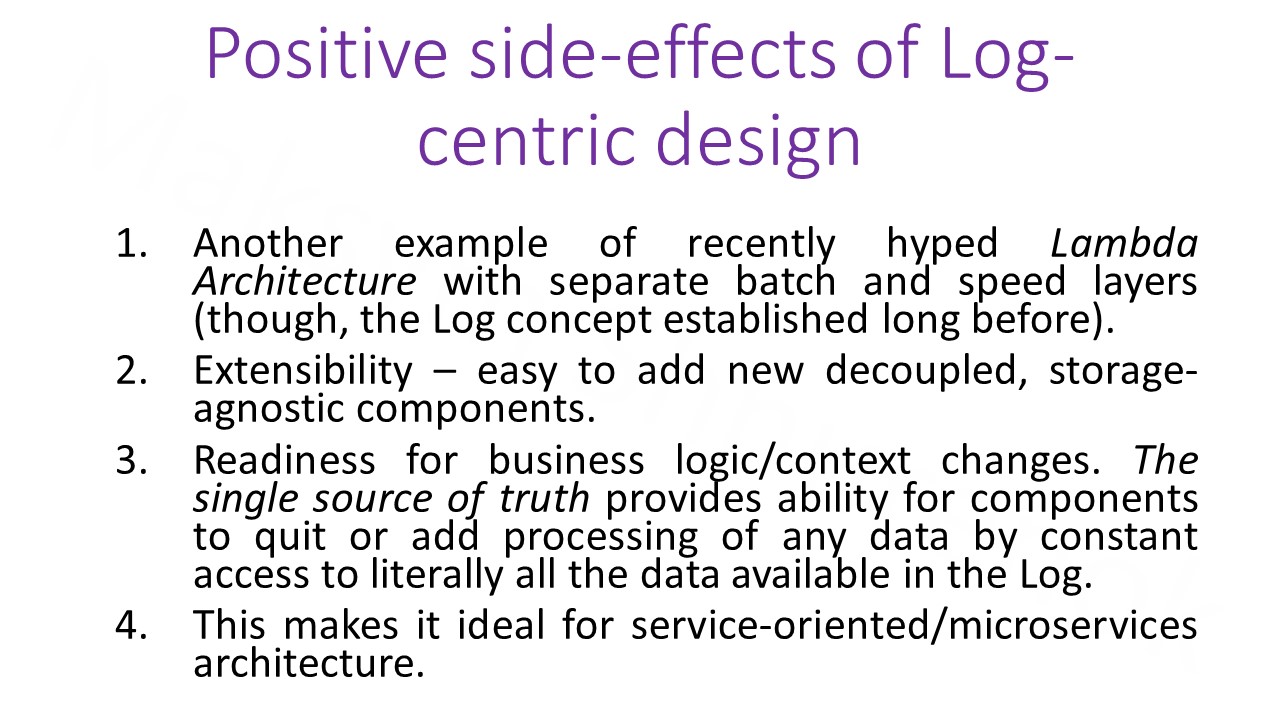 Positive side-effects of Log-
centric design
1. Another example of recently hyped Lambda
Architecture with separate batch and speed layers
(though, the Log concept established long before).
2. Extensibility – easy to add new decoupled, storage-
agnostic components.
3. Readiness for business logic/context changes. The
single source of truth provides ability for components
to quit or add processing of any data by constant
access to literally all the data available in the Log.
4. This makes it ideal for service-oriented/microservices
architecture.